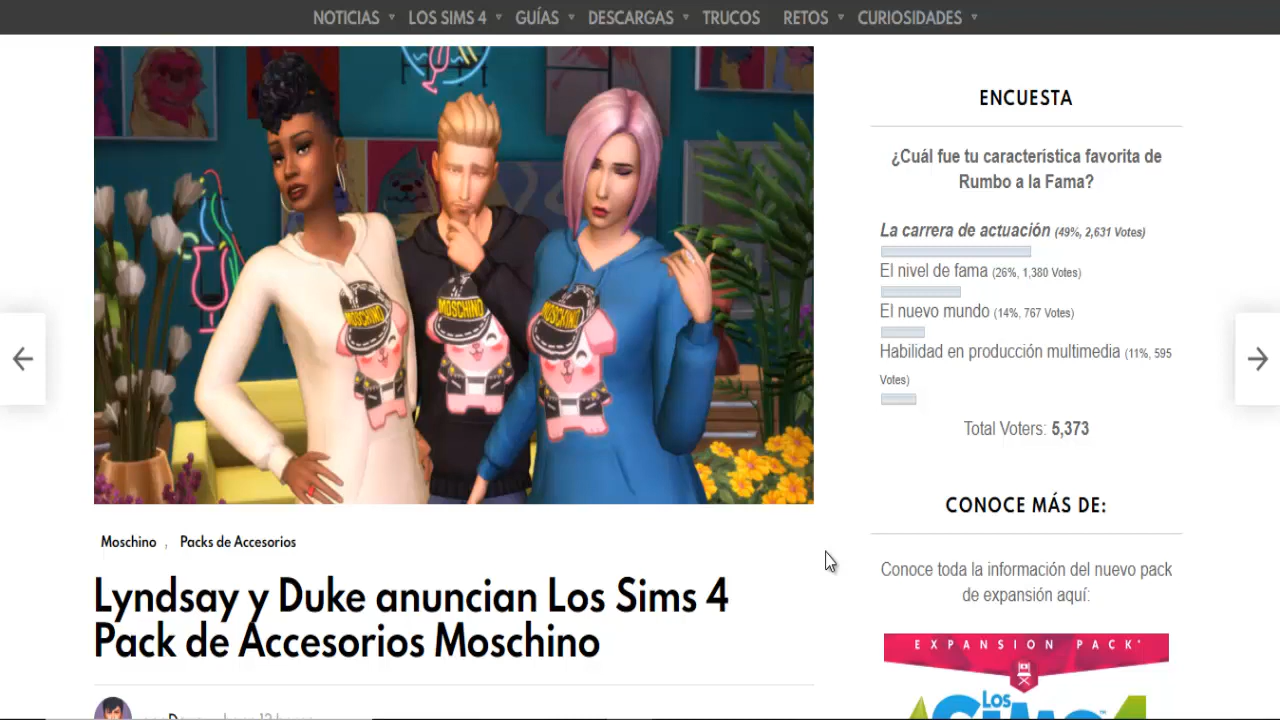 NOTICIAS LOS SIMS 4 GUÍAS DESCARGAS TRUCOS RETOS CURIOSIDADES
MOSCHINO
MOSCHINO
MOSCHINO
Moschino , Packs de Accesorios
Lyndsay y Duke anuncian Los Sims 4
Pack de Accesorios Moschino
ENCUESTA
¿Cuál fue tu característica favorita de
Rumbo a la Fama?
La carrera de actuación (49%, 2,631 Votes)
El nivel de fama (26%, 1,380 Votes)
El nuevo mundo (14%, 767 Votes)
Habilidad en producción multimedia (11%, 595
Votes)
Total Voters: 5,373
CONOCE MÁS DE:
Conoce toda la información del nuevo pack
de expansión aquí:
EXPANSION PACK
Los